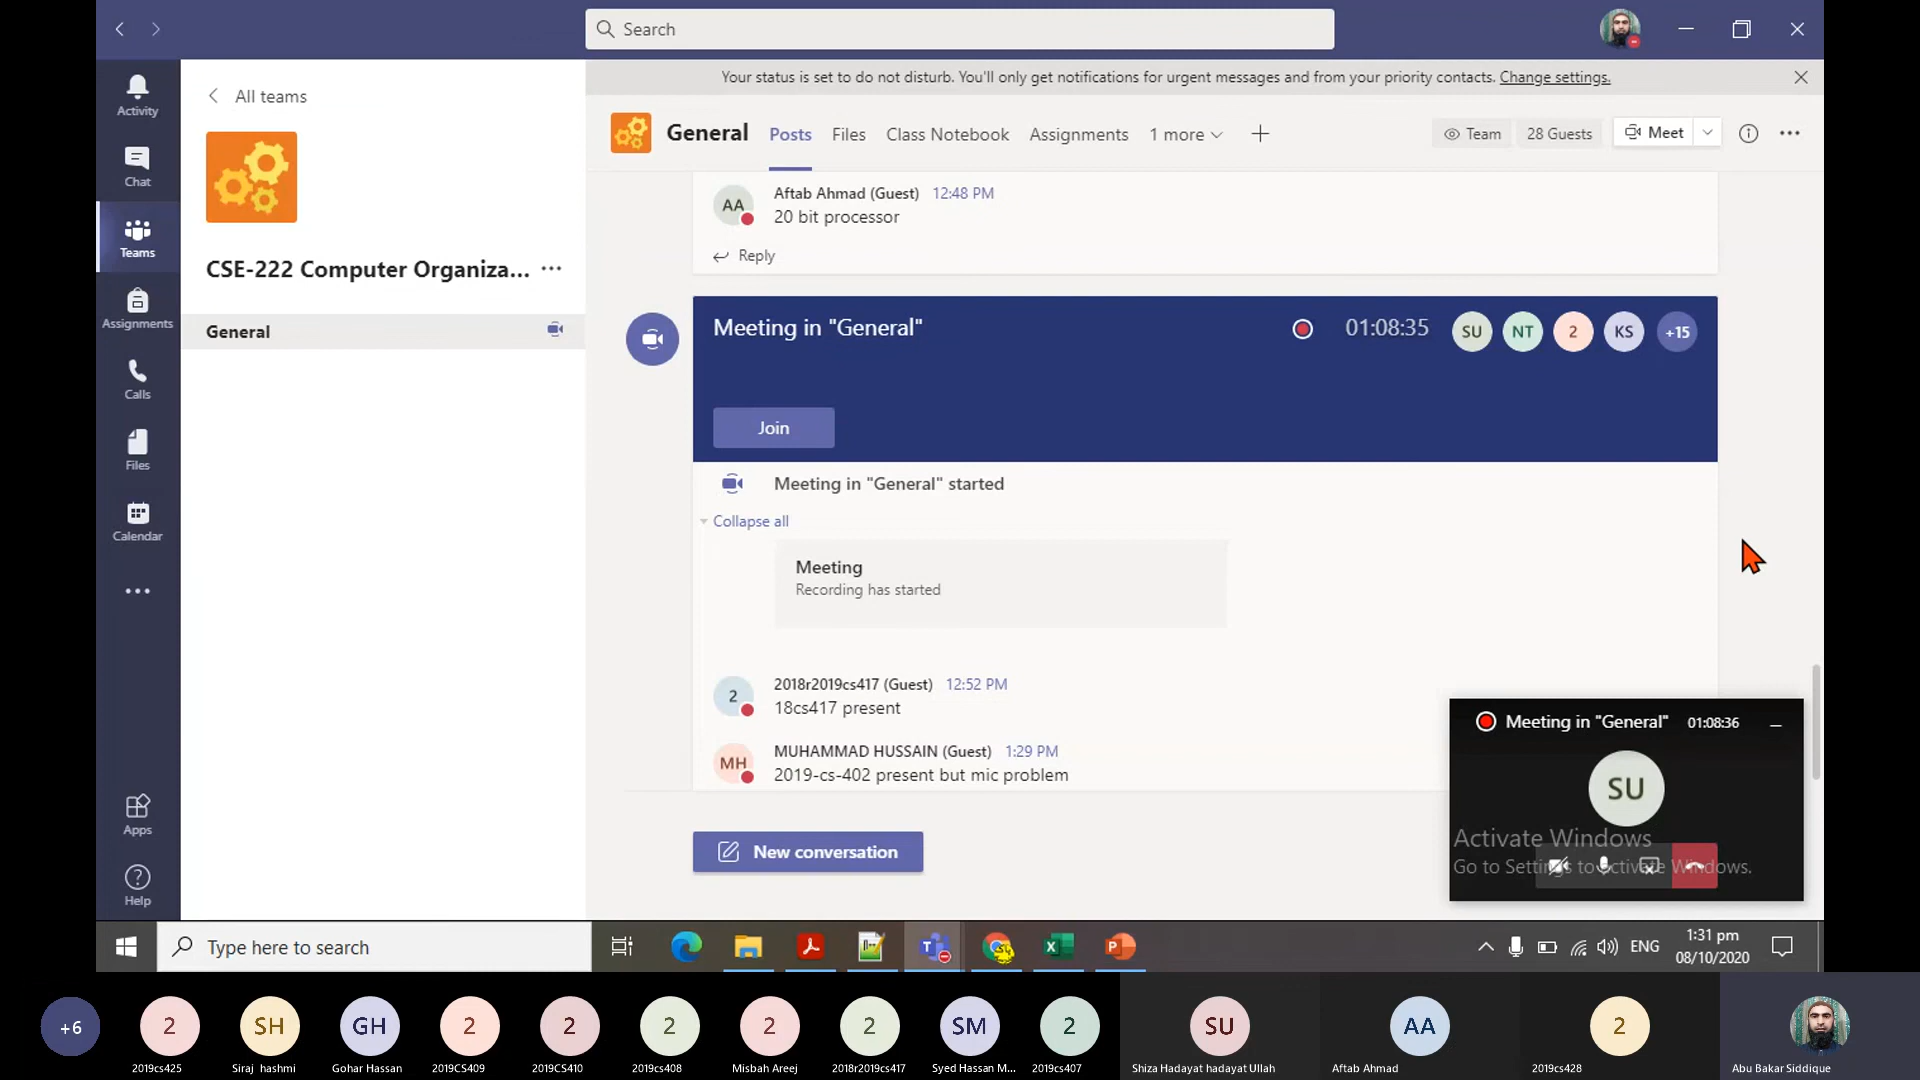 Search
Your status is set to do not disturb. You'll only get notifications for urgent messages and from your priority contacts. Change settings.
Activity
Chat
Teams
Assignments
Calls
Files
Calendar
Apps
Help
All teams
CSE-222 Computer Organiza... 
General
General
Posts
Files
Class Notebook
Assignments
1 more
Team
28 Guests
Meet
AA
Aftab Ahmad (Guest) 12:48 PM
20 bit processor
Reply
Meeting in "General"
01:08:35
SU
NT
2
KS
+15
Join
Meeting in "General" started
Collapse all
Meeting
Recording has started
2
2018r2019cs417 (Guest) 12:52 PM
18cs417 present
MH
MUHAMMAD HUSSAIN (Guest) 1:29 PM
2019-cs-402 present but mic problem
New conversation
Meeting in "General" 01:08:36
SU
Activate Windows
Go to Settings to activate Windows.
Type here to search
ENG
1:31 pm
08/10/2020
+6
2
SH
GH
2
2
2
2
2
SM
2
SU
AA
2
2019cs425
Siraj hashmi
Gohar Hassan
2019CS409
2019CS410
2019cs408
Misbah Areej
2018r2019cs417
Syed Hassan M...
2019cs407
Shiza Hadayat hadayat Ullah
Aftab Ahmad
2019cs428
Abu Bakar Siddique